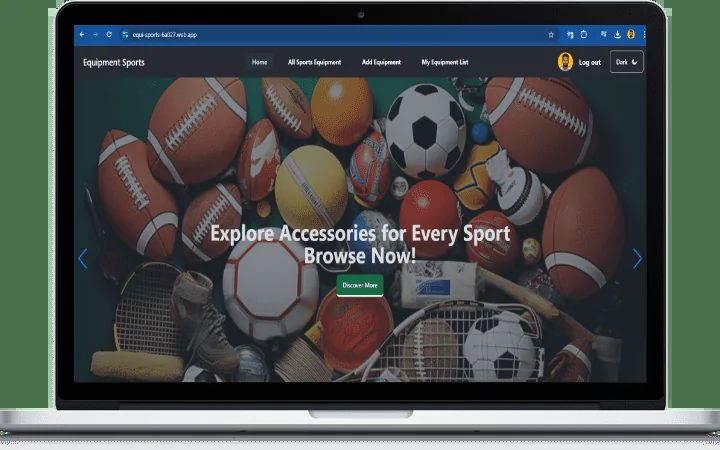 equi-sports-6a027.web.app
Equipment Sports
Home
All Sports Equipment
Add Equipment
My Equipment List
Log out
Dark
Explore Accessories for Every Sport
Browse Now!
Discover More